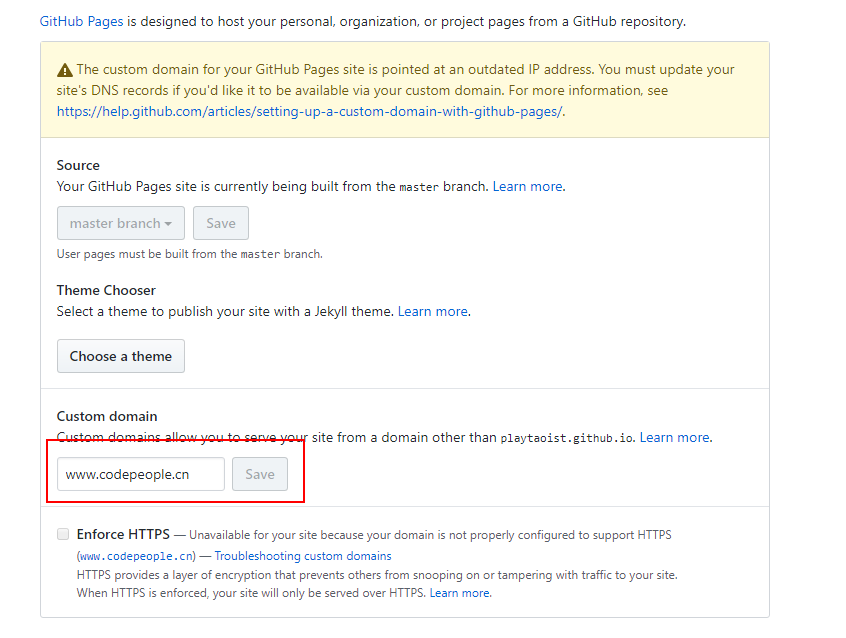 GitHub Pages is designed to host your personal, organization, or project pages from a GitHub repository.
The custom domain for your GitHub Pages site is pointed at an outdated IP address. You must update your
site's DNS records if you'd like it to be available via your custom domain. For more information, see
https://help.github.com/articles/setting-up-a-custom-domain-with-github-pages/.
Source
Your GitHub Pages site is currently being built from the master branch. Learn more.
master branch
Save
User pages must be built from the master branch.
Theme Chooser
Select a theme to publish your site with a Jekyll theme. Learn more.
Choose a theme
Custom domain
Custom domains allow you to serve your site from a domain other than playtaoist.github.io. Learn more.
www.codepeople.cn
Save
Enforce HTTPS — Unavailable for your site because your domain is not properly configured to support HTTPS
(www.codepeople.cn) — Troubleshooting custom domains
HTTPS provides a layer of encryption that prevents others from snooping on or tampering with traffic to your site.
When HTTPS is enforced, your site will only be served over HTTPS. Learn more.